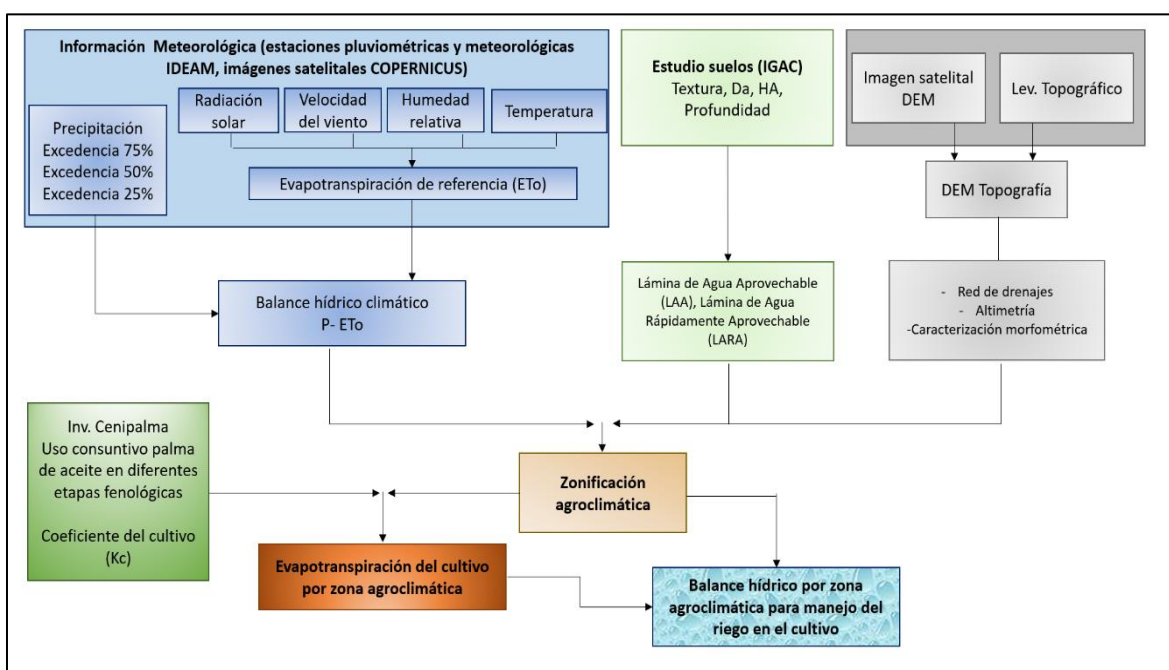 Información Meteorológica (estaciones pluviométricas y meteorológicas
IDEAM, imágenes satelitales COPERNICUS)
Precipitación
Excedencia 75%
Excedencia 50%
Excedencia 25%
Radiación
solar
Velocidad
del viento
Humedad
relativa
Temperatura
Evapotranspiración de referencia (ETo)
Estudio suelos (IGAC)
Textura, Da, HA,
Profundidad
Imagen satelital
DEM
Lev. Topográfico
DEM Topografía
Balance hídrico climático
P- ETo
Lámina de Agua Aprovechable
(LAA), Lámina de Agua
Rápidamente Aprovechable
(LARA)
- Red de drenajes
- Altimetría
-Caracterización morfométrica
Inv. Cenipalma
Uso consuntivo palma
de aceite en diferentes
etapas fenológicas
Coeficiente del cultivo
(Kc)
Zonificación
agroclimática
Evapotranspiración del cultivo
por zona agroclimática
Balance hídrico por zona
agroclimática para manejo del
riego en el cultivo